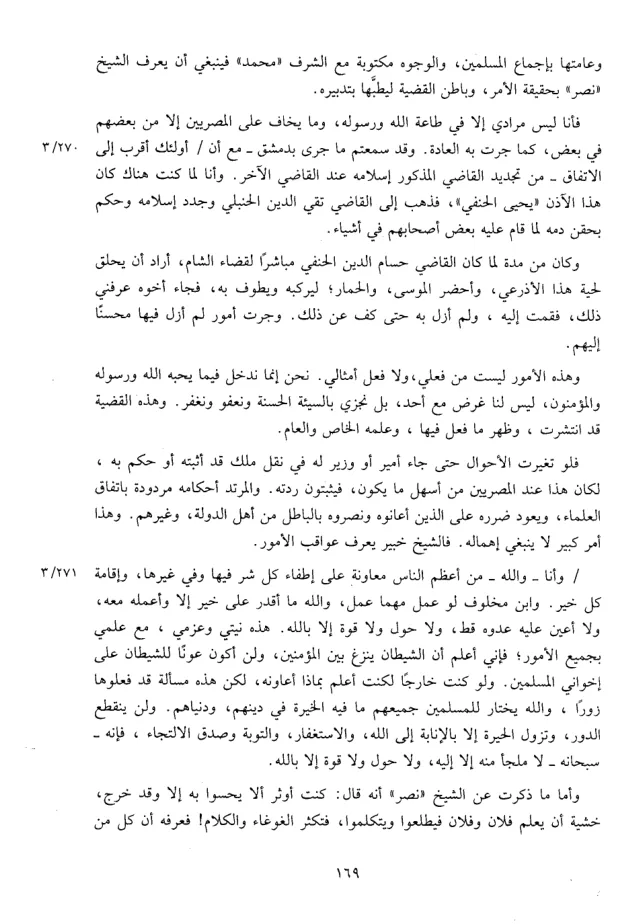 وعامتها بإجماع المسلمين، والوجوه مكتوبة مع الشرف «محمد» فينبغي أن يعرف الشيخ
«نصر» بحقيقة الأمر، وباطن القضية ليطبَّها بتدبيره.
فأنا ليس مرادي إلا في طاعة الله ورسوله، وما يخاف على المصريين إلا من بعضهم
في بعض، كما جرت به العادة. وقد سمعتم ما جرى بدمشق ـ مع أن / أولئك أقرب إلى ٣/٢٧٠
الاتفاق ـ من تجديد القاضي المذكور إسلامه عند القاضي الآخر. وأنا لما كنت هناك كان
هذا الآذن «يحيى الحنفي»، فذهب إلى القاضي تقي الدين الحنبلي وجدد إسلامه وحكم
بحقن دمه لما قام عليه بعض أصحابهم في أشياء.
وكان من مدة لما كان القاضي حسام الدين الحنفي مباشرًا لقضاء الشام، أراد أن يحلق
لحية هذا الأذرعي، وأحضر الموسى، والحمار؛ ليركبه ويطوف به، فجاء أخوه عرفني
ذلك، فقمت إليه ، ولم أزل به حتى كف عن ذلك. وجرت أمور لم أزل فيها محسنًا
إليهم.
وهذه الأمور ليست من فعلي،ولا فعل أمثالي. نحن إنما ندخل فيما يحبه الله ورسوله
والمؤمنون، ليس لنا غرض مع أحد، بل نجزي بالسيئة الحسنة ونعفو ونغفر. وهذه القضية
قد انتشرت ، وظهر ما فعل فيها ، وعلمه الخاص والعام.
فلو تغيرت الأحوال حتى جاء أمير أو وزير له في نقل ملك قد أثبته أو حكم به ،
لكان هذا عند المصريين من أسهل ما يكون، فيثبتون ردته. والمرتد أحكامه مردودة باتفاق
العلماء، ويعود ضرره على الذين أعانوه ونصروه بالباطل من أهل الدولة، وغيرهم. وهذا
أمر كبير لا ينبغي إهماله. فالشيخ خبير يعرف عواقب الأمور.
/ وأنا ـ والله ـ من أعظم الناس معاونة على إطفاء كل شر فيها وفي غيرها، وإقامة ٣/٢٧١
كل خير. وابن مخلوف لو عمل مهما عمل، والله ما أقدر على خير إلا وأعمله معه،
ولا أعين عليه عدوه قط، ولا حول ولا قوة إلا بالله. هذه نيتي وعزمي ، مع علمي
بجميع الأمور؛ فإني أعلم أن الشيطان ينزغ بين المؤمنين، ولن أكون عونًا للشيطان على
إخواني المسلمين. ولو كنت خارجًا لكنت أعلم بماذا أعاونه، لكن هذه مسألة قد فعلوها
زورًا ، والله يختار للمسلمين جميعهم ما فيه الخيرة في دينهم، ودنياهم. ولن ينقطع
الدور، وتزول الحيرة إلا بالإنابة إلى الله، والاستغفار، والتوبة وصدق الالتجاء ، فإنه ـ
سبحانه ـ لا ملجأ منه إلا إليه، ولا حول ولا قوة إلا بالله.
وأما ما ذكرت عن الشيخ «نصر» أنه قال: كنت أوثر ألا يحسوا به إلا وقد خرج،
خشية أن يعلم فلان وفلان فيطلعوا ويتكلموا، فتكثر الغوغاء والكلام! فعرفه أن كل من
١٦٩